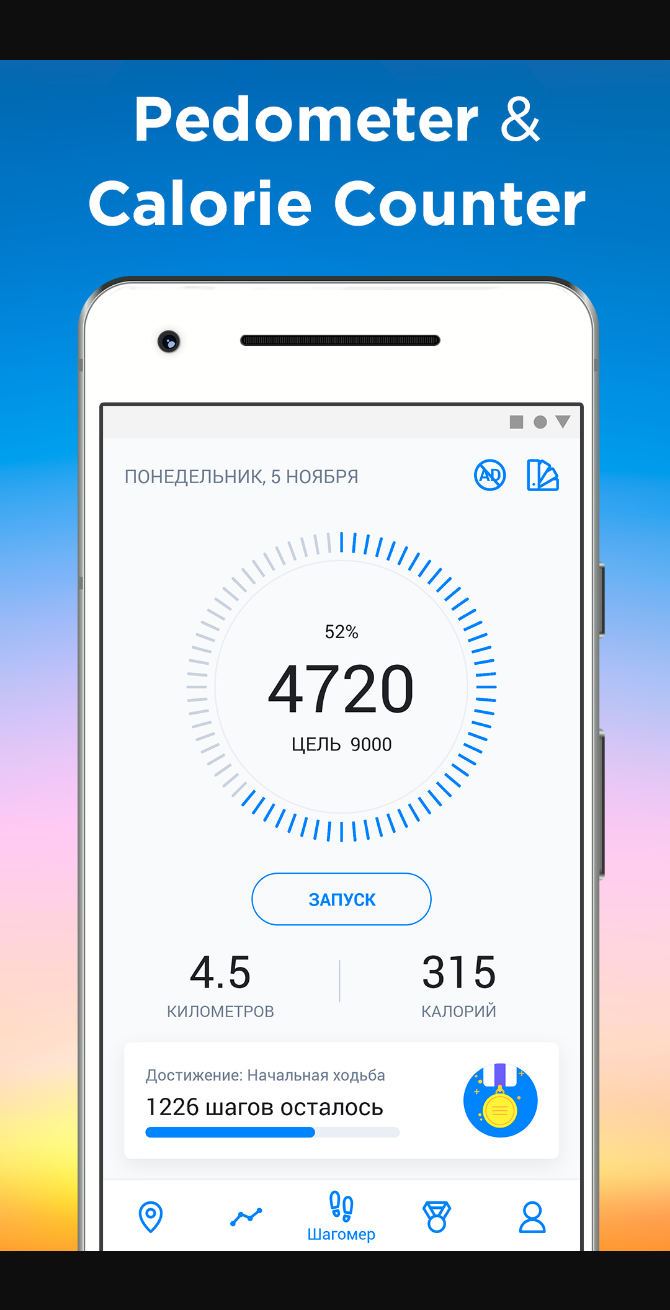 Pedometer &
Calorie Counter
ПОНЕДЕЛЬНИК, 5 НОЯБРЯ
AD
52%
4720
ЦЕЛЬ 9000
ЗАПУСК
4.5
КИЛОМЕТРОВ
315
КАЛОРИЙ
Достижение: Начальная ходьба
1226 шагов осталось
Шагомер